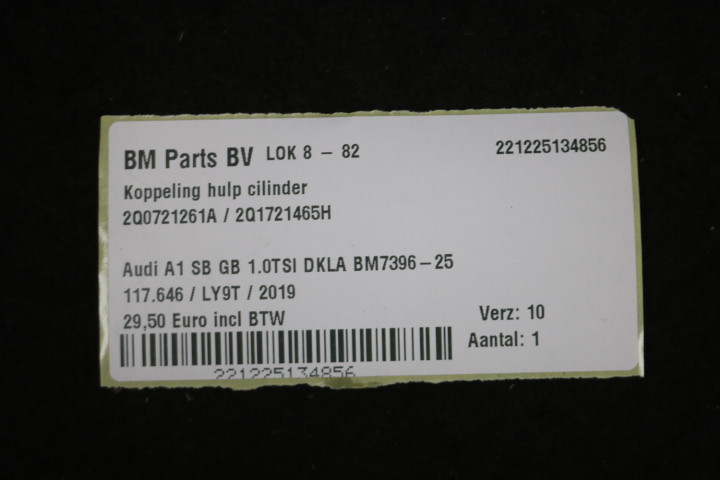 BM Parts BV LOK 8 - 82 221225134856
Koppeling hulp cilinder
2Q0721261A / 2Q1721465H
Audi A1 SB GB 1.0TSI DKLA BM7396-25
117.646 / LY9T / 2019
29,50 Euro incl BTW
Verz: 10
Aantal: 1
221225134856